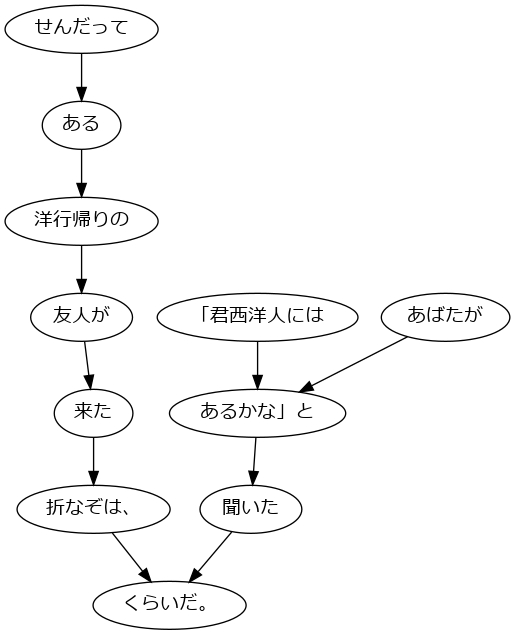 せんだって
ある
洋行帰りの
友人が
「君西洋人には
あばたが
来た
あるかな」と
折なぞは、
聞いた
くらいだ。